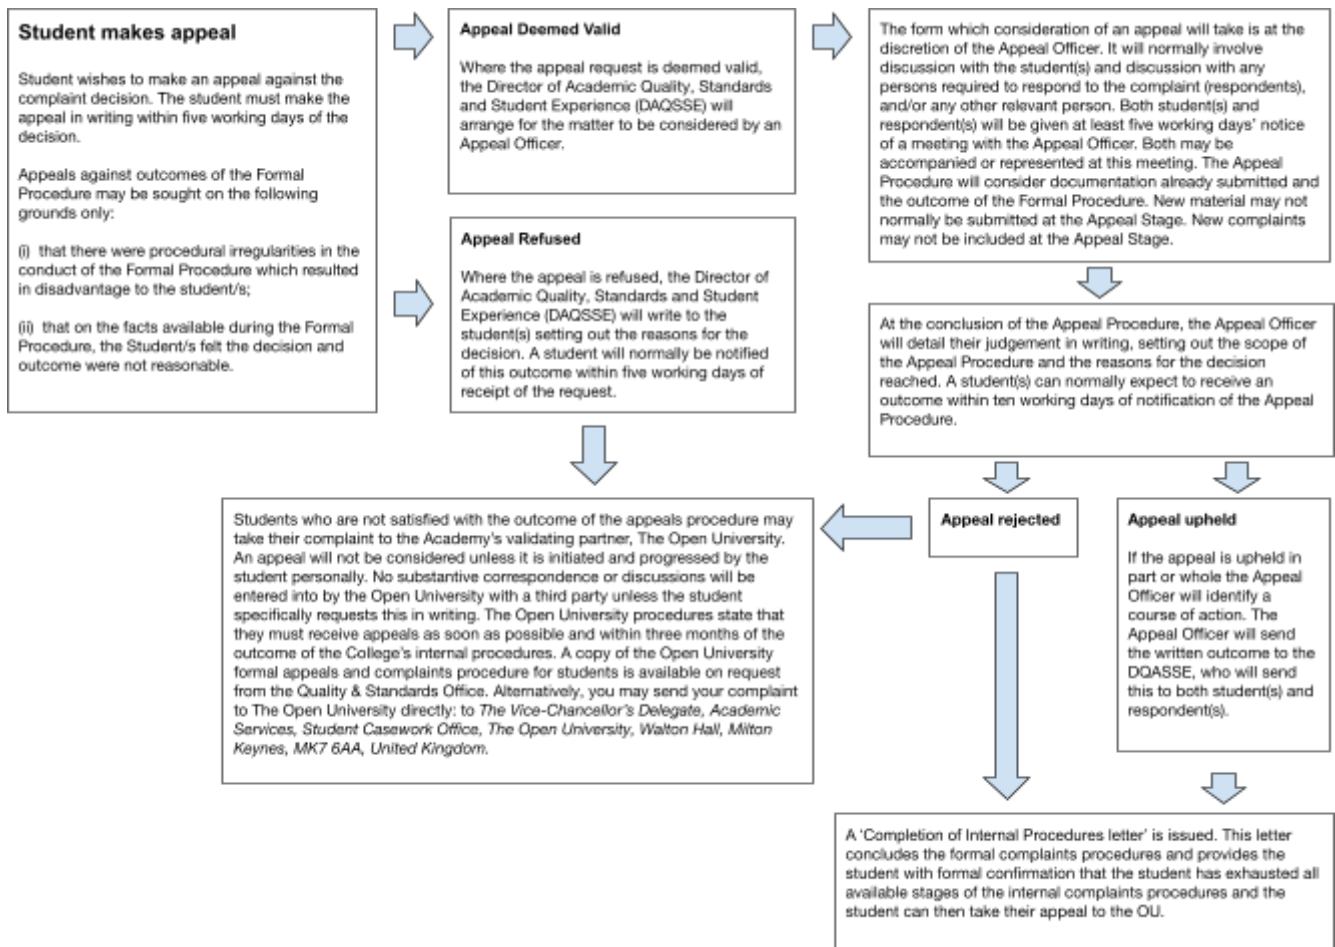 Student makes appeal
Student wishes to make an appeal against the
complaint decision. The student must make the
appeal in writing within five working days of the
decision.
Appeals against outcomes of the Formal
Procedure may be sought on the following
grounds only:
(i) that there were procedural irregularities in the
conduct of the Formal Procedure which resulted
in disadvantage to the student/s;
(ii) that on the facts available during the Formal
Procedure, the Student/s felt the decision and
outcome were not reasonable.
Appeal Deemed Valid
Where the appeal request is deemed valid,
the Director of Academic Quality, Standards
and Student Experience (DAQSSE) will
arrange for the matter to be considered by an
Appeal Officer.
Appeal Refused
Where the appeal is refused, the Director of
Academic Quality, Standards and Student
Experience (DAQSSE) will write to the
student(s) setting out the reasons for the
decision. A student will normally be notified
of this outcome within five working days of
receipt of the request.
The form which consideration of an appeal will take is at the
discretion of the Appeal Officer. It will normally involve
discussion with the student(s) and discussion with any
persons required to respond to the complaint (respondents),
and/or any other relevant person. Both student(s) and
respondent(s) will be given at least five working days' notice
of a meeting with the Appeal Officer. Both may be
accompanied or represented at this meeting. The Appeal
Procedure will consider documentation already submitted and
the outcome of the Formal Procedure. New material may not
normally be submitted at the Appeal Stage. New complaints
may not be included at the Appeal Stage.
At the conclusion of the Appeal Procedure, the Appeal Officer
will detail their judgement in writing, setting out the scope of
the Appeal Procedure and the reasons for the decision
reached. A student(s) can normally expect to receive an
outcome within ten working days of notification of the Appeal
Procedure.
Students who are not satisfied with the outcome of the appeals procedure may
take their complaint to the Academy's validating partner, The Open University.
An appeal will not be considered unless it is initiated and progressed by the
student personally. No substantive correspondence or discussions will be
entered into by the Open University with a third party unless the student
specifically requests this in writing. The Open University procedures state that
they must receive appeals as soon as possible and within three months of the
outcome of the College's internal procedures. A copy of the Open University
formal appeals and complaints procedure for students is available on request
from the Quality & Standards Office. Alternatively, you may send your complaint
to The Open University directly: to The Vice-Chancellor's Delegate, Academic
Services, Student Casework Office, The Open University, Walton Hall, Milton
Keynes, MK7 6AA, United Kingdom.
Appeal rejected
Appeal upheld
If the appeal is upheld in
part or whole the Appeal
Officer will identify a
course of action. The
Appeal Officer will send
the written outcome to the
DQASSE, who will send
this to both student(s) and
respondent(s).
A 'Completion of Internal Procedures letter' is issued. This letter
concludes the formal complaints procedures and provides the
student with formal confirmation that the student has exhausted all
available stages of the internal complaints procedures and the
student can then take their appeal to the OU.